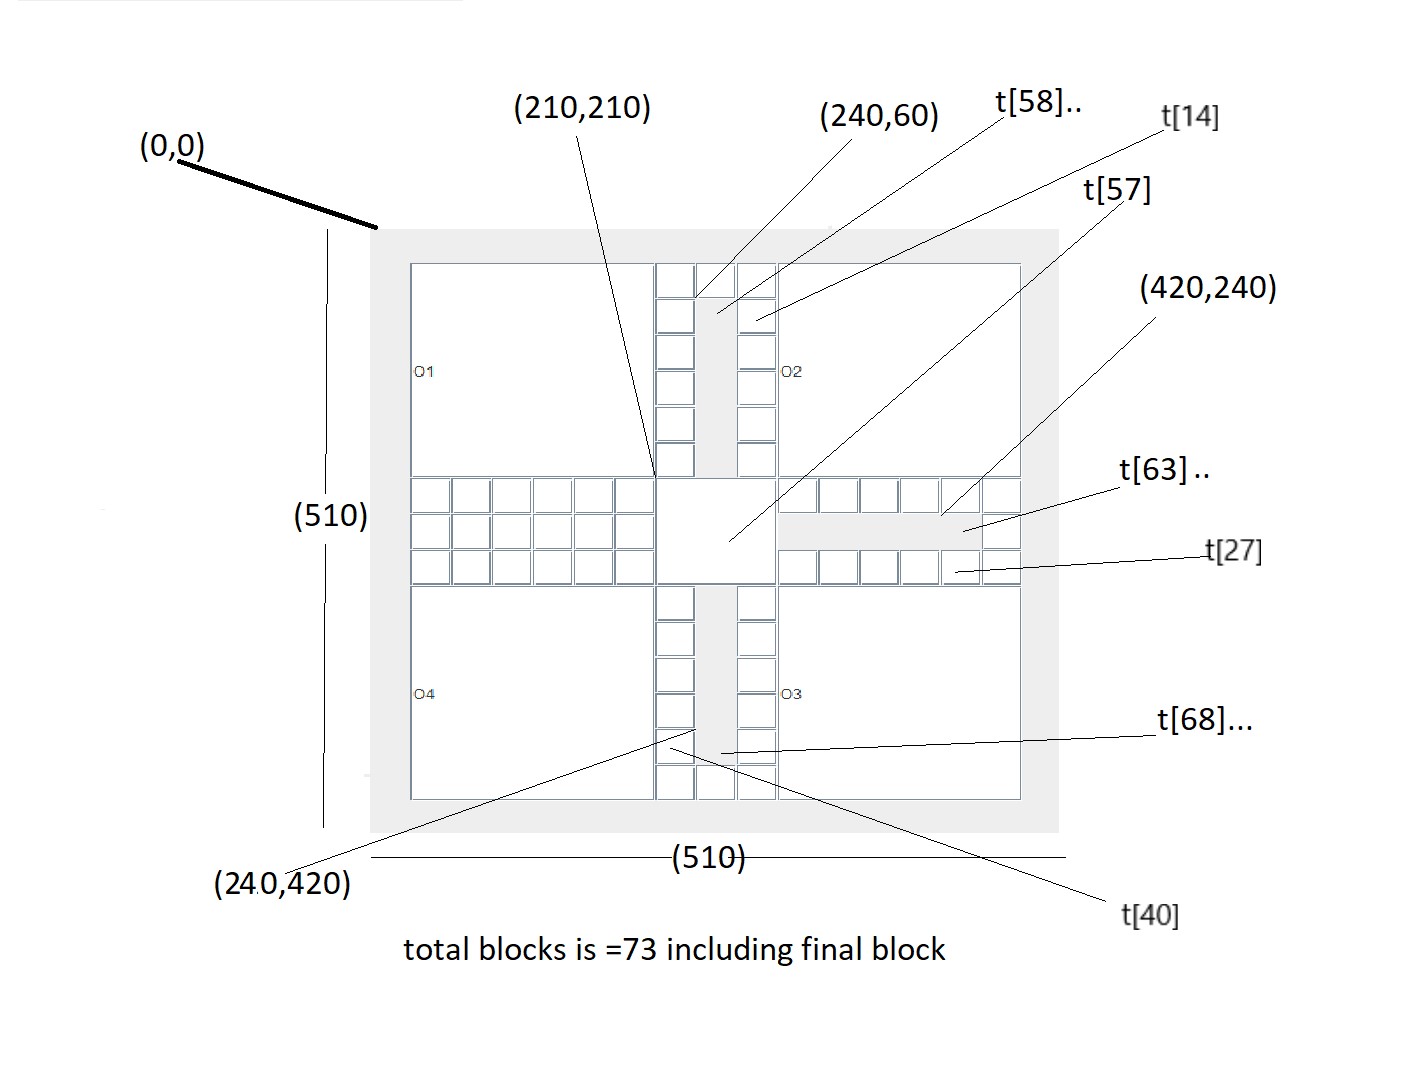 (210,210)
(240,60)
t[58]..
t[14]
(0,0)
t[57]
(420,240)
O1
O2
t[63]..
(510)
t[27]
O4
O3
t[68]...
(510)
(240,420)
t[40]
total blocks is =73 including final block